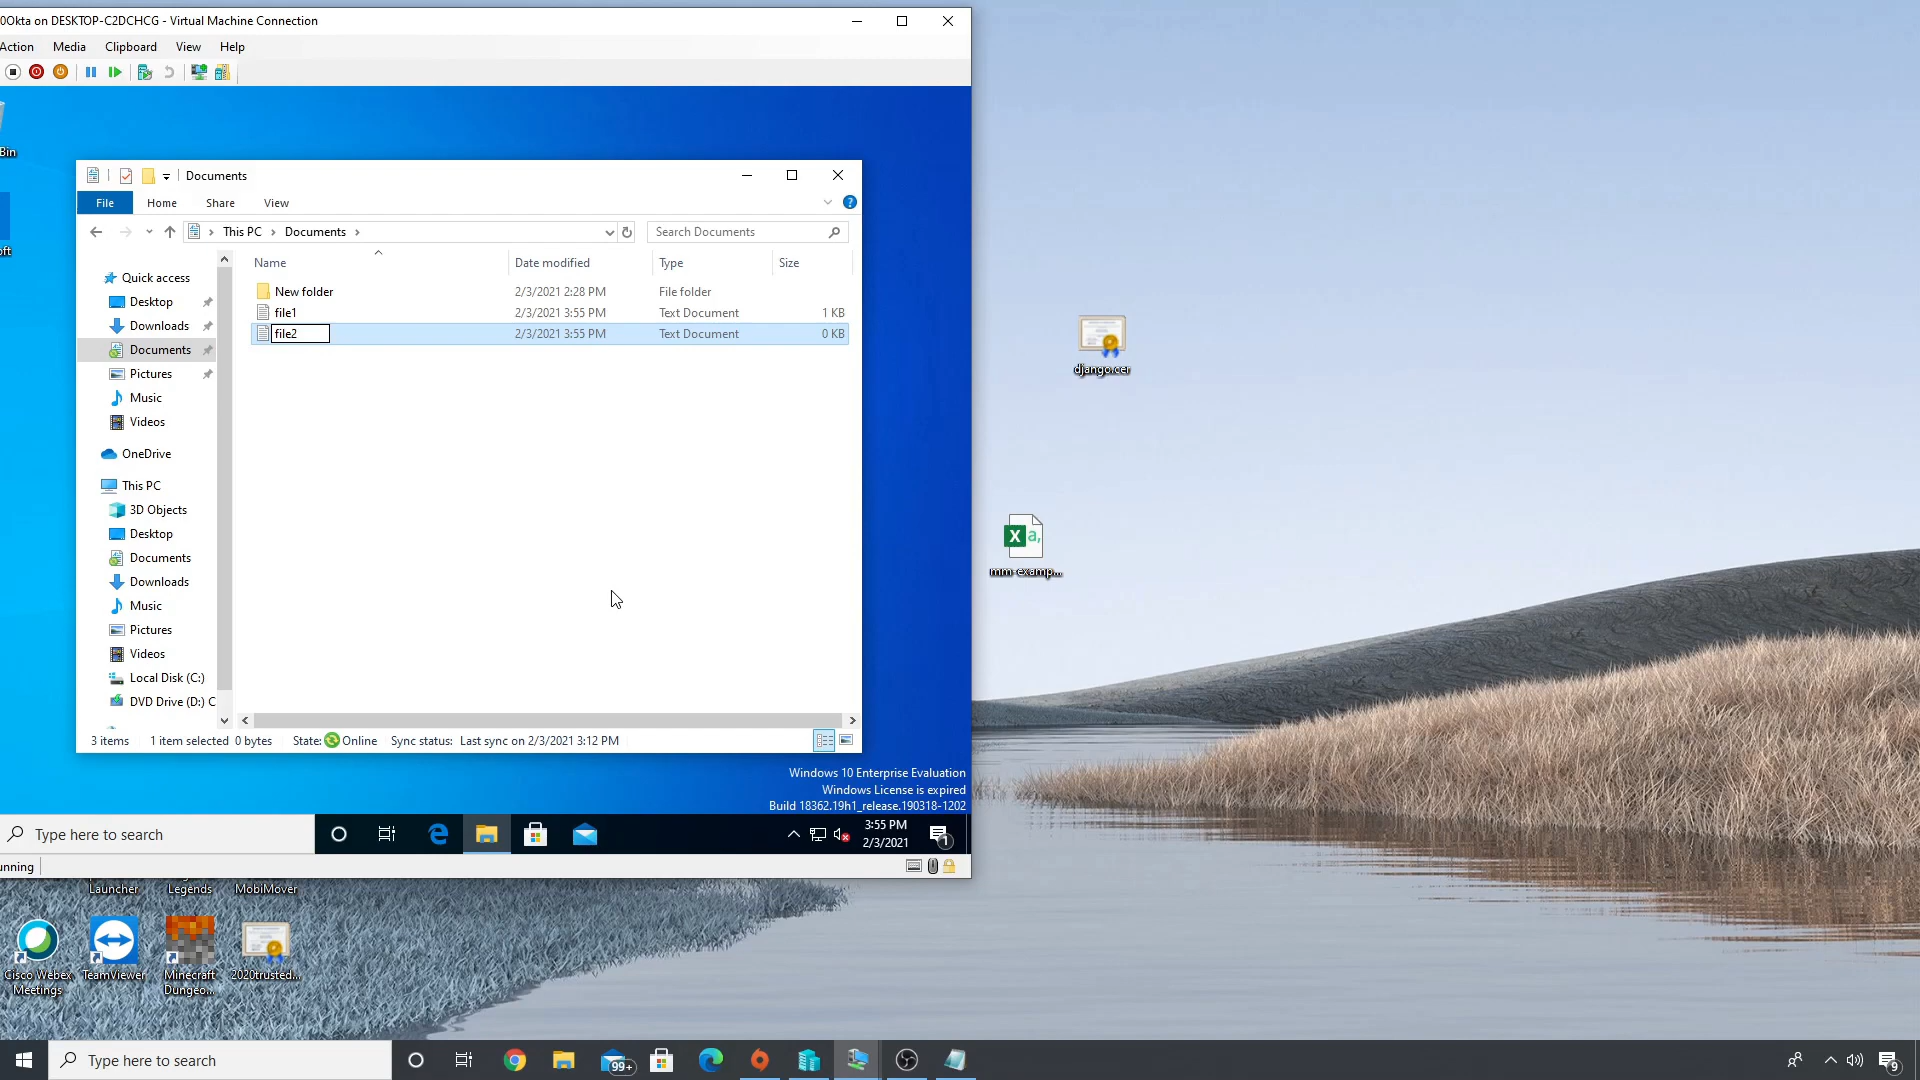 0Okta on DESKTOP-C2DCHCG - Virtual Machine Connection
Action Media Clipboard View Help
Bin
Documents
File Home Share View
This PC Documents
Search Documents
Name Date modified Type Size
New folder 2/3/2021 2:28 PM File folder
file1 2/3/2021 3:55 PM Text Document 1 KB
file2 2/3/2021 3:55 PM Text Document 0 KB
Quick access
Desktop
Downloads
Documents
Pictures
Music
Videos
OneDrive
This PC
3D Objects
Desktop
Documents
Downloads
Music
Pictures
Videos
Local Disk (C:)
DVD Drive (D:) C
3 items 1 item selected 0 bytes State: Online Sync status: Last sync on 2/3/2021 3:12 PM
oft
django.cer
mm-examp...
Windows 10 Enterprise Evaluation
Windows License is expired
Build 18362.19h1_release.190318-1202
Type here to search
3:55 PM
2/3/2021
1
unning
Launcher
Legends
MobiMover
Cisco Webex Meetings
TeamViewer
Minecraft Dungeo...
2020trusted...
Type here to search
99+
9